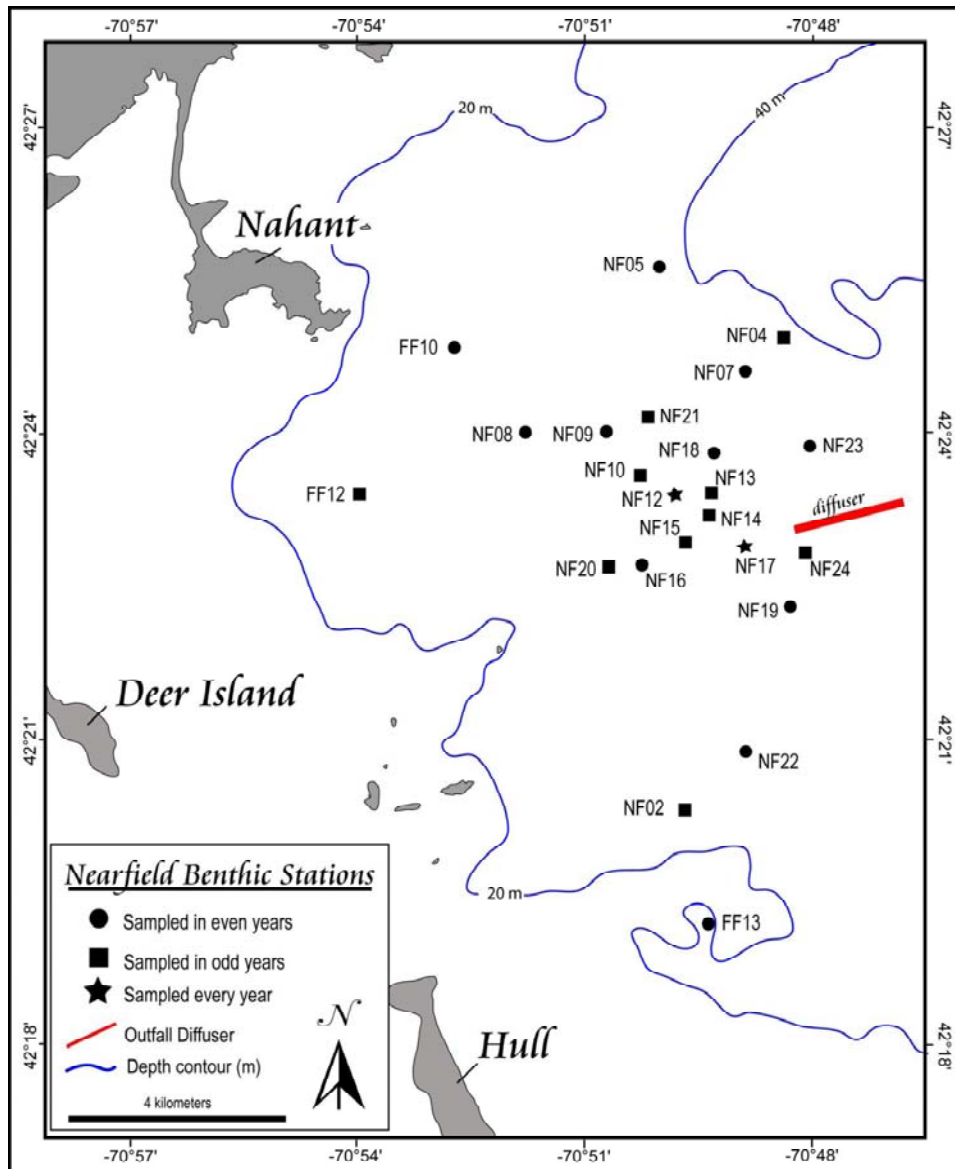 -70°57'
-70°54'
-70°51'
-70°48'
42°27'
42°27'
20 m
40 m
Nahant
NF05
NF04
FF10
NF07
NF21
42°24'
42°24'
NF08
NF09
NF18
NF23
NF10
NF13
FF12
NF12
diffuser
NF14
NF15
NF20
NF16
NF17
NF24
NF19
Deer Island
42°21'
42°21'
NF22
NF02
20 m
FF13
Nearfield Benthic Stations
Sampled in even years
Sampled in odd years
Sampled every year
Outfall Diffuser
Depth contour (m)
4 kilometers
N
Hull
42°18'
42°18'
-70°57'
-70°54'
-70°51'
-70°48'